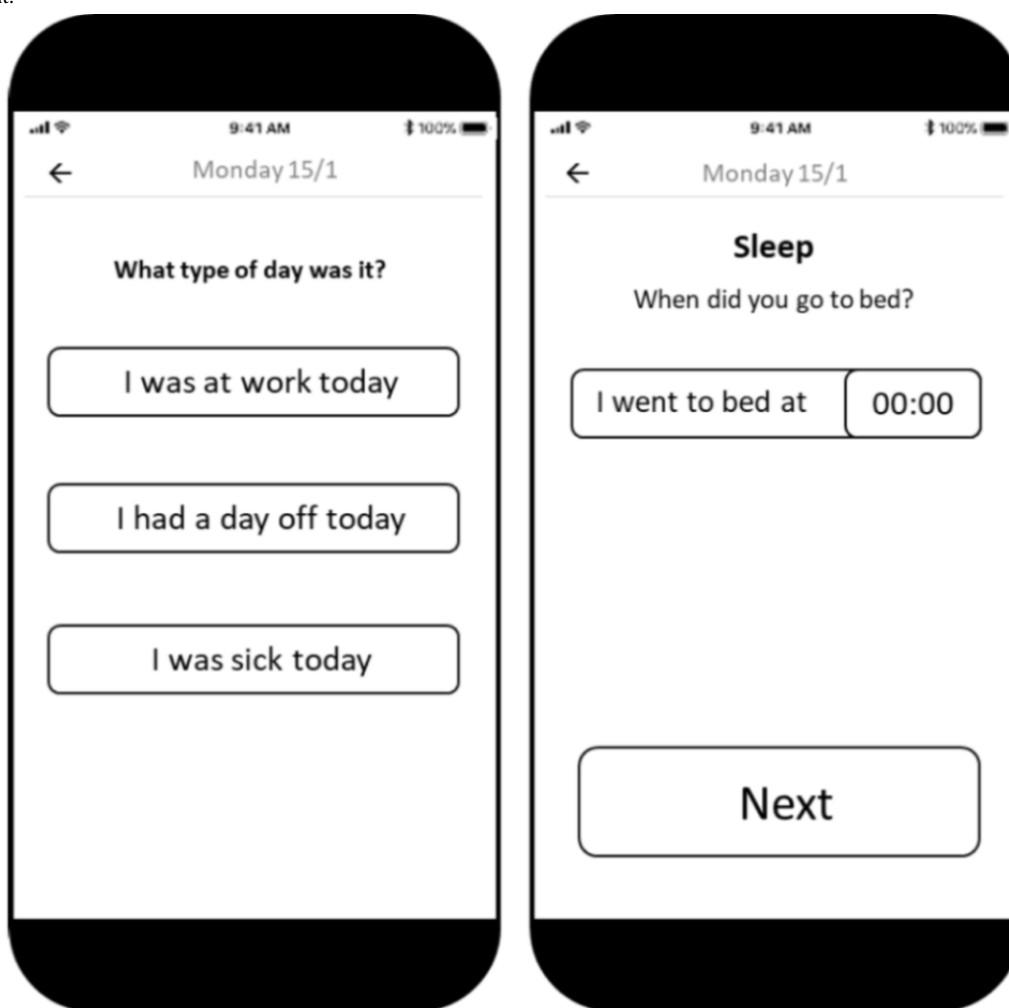 9:41 AM
100%
Monday 15/1
What type of day was it?
I was at work today
I had a day off today
I was sick today
9:41 AM
100%
Monday 15/1
Sleep
When did you go to bed?
I went to bed at
00:00
Next